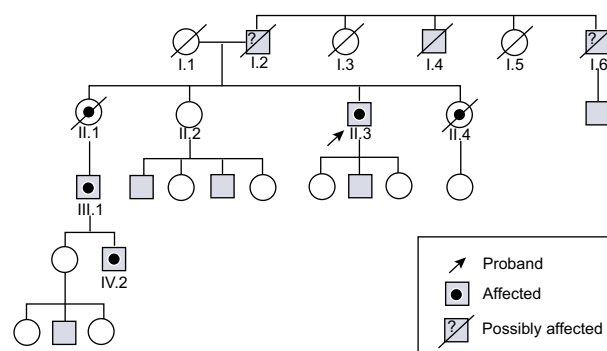 ? ?
I.1 I.2 I.3 I.4 I.5 I.6
II.1 II.2 II.3 II.4
III.1
IV.2
Proband
Affected
? Possibly affected